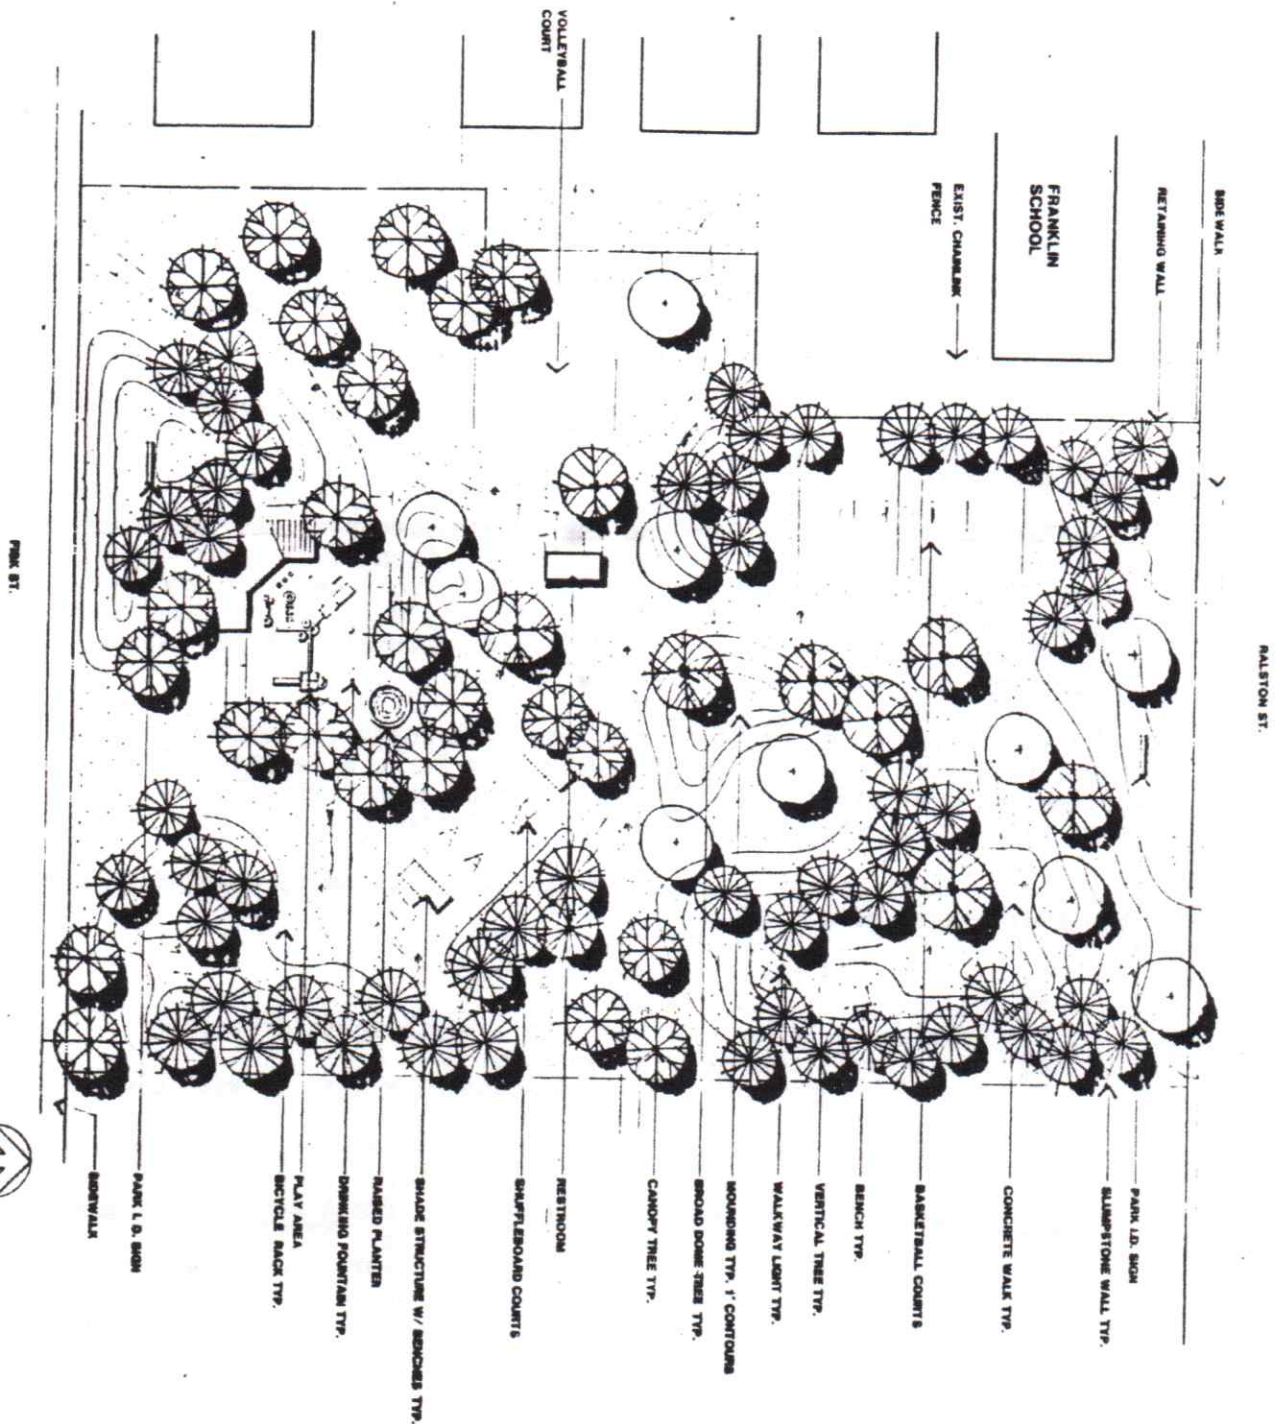 SIDEWALK
RALSTON ST.
RETAINING WALL
FRANKLIN
SCHOOL
EXIST. CHAINLINK
FENCE
VOLLEYBALL
COURT
PARK I.D. SIGN
SLUMPSTONE WALL TYP.
CONCRETE WALK TYP.
BASKETBALL COURTS
BENCH TYP.
VERTICAL TREE TYP.
WALKWAY LIGHT TYP.
MOUNDING TYP. 1' CONTOURS
BROAD DOME TREE TYP.
CANOPY TREE TYP.
RESTROOM
SHUFFLEBOARD COURTS
SHADE STRUCTURE W/ BENCHES TYP.
RAISED PLANTER
DRINKING FOUNTAIN TYP.
PLAY AREA
BICYCLE RACK TYP.
PARK I. D. SIGN
SIDEWALK
PINK ST.